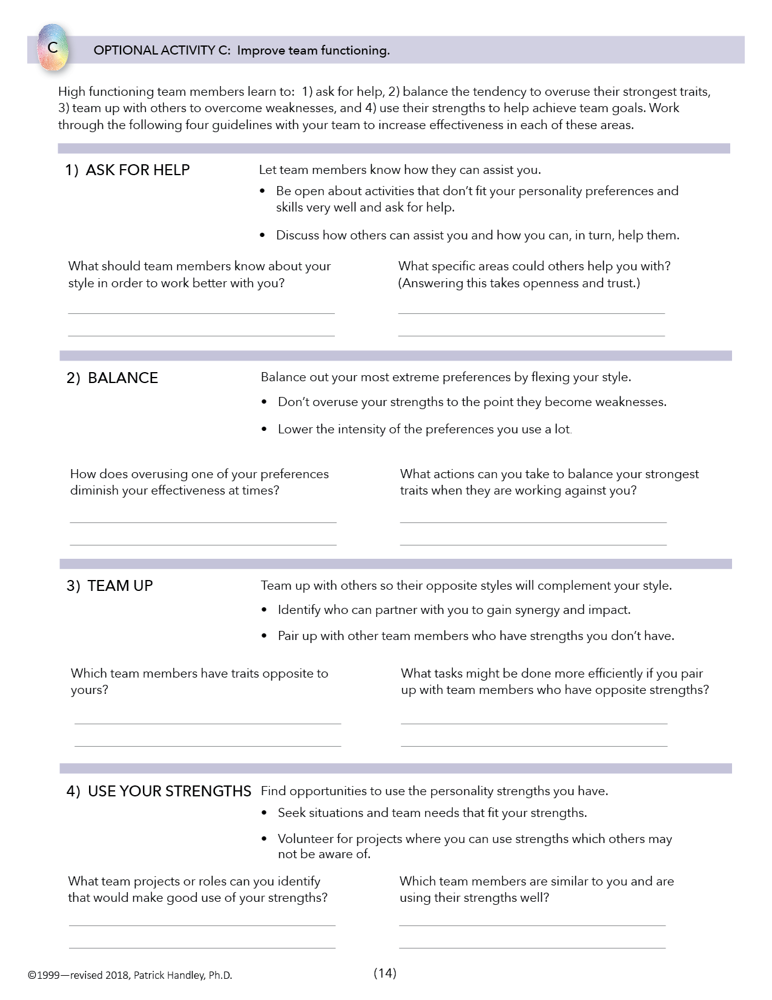 C
OPTIONAL ACTIVITY C:  Improve team functioning.
High functioning team members learn to:  1) ask for help, 2) balance the tendency to overuse their strongest traits,
3) team up with others to overcome weaknesses, and 4) use their strengths to help achieve team goals. Work
through the following four guidelines with your team to increase effectiveness in each of these areas.
1)  ASK FOR HELP
Let team members know how they can assist you.
• Be open about activities that don’t fit your personality preferences and
skills very well and ask for help.
• Discuss how others can assist you and how you can, in turn, help them.
What should team members know about your
style in order to work better with you?
What specific areas could others help you with?
(Answering this takes openness and trust.)
2)  BALANCE
Balance out your most extreme preferences by flexing your style.
• Don’t overuse your strengths to the point they become weaknesses.
• Lower the intensity of the preferences you use a lot.
How does overusing one of your preferences
diminish your effectiveness at times?
What actions can you take to balance your strongest
traits when they are working against you?
3)  TEAM UP
Team up with others so their opposite styles will complement your style.
• Identify who can partner with you to gain synergy and impact.
• Pair up with other team members who have strengths you don’t have.
Which team members have traits opposite to
yours?
What tasks might be done more efficiently if you pair
up with team members who have opposite strengths?
4)  USE YOUR STRENGTHS
Find opportunities to use the personality strengths you have.
• Seek situations and team needs that fit your strengths.
• Volunteer for projects where you can use strengths which others may
not be aware of.
What team projects or roles can you identify
that would make good use of your strengths?
Which team members are similar to you and are
using their strengths well?
©1999—revised 2018, Patrick Handley, Ph.D.
(14)